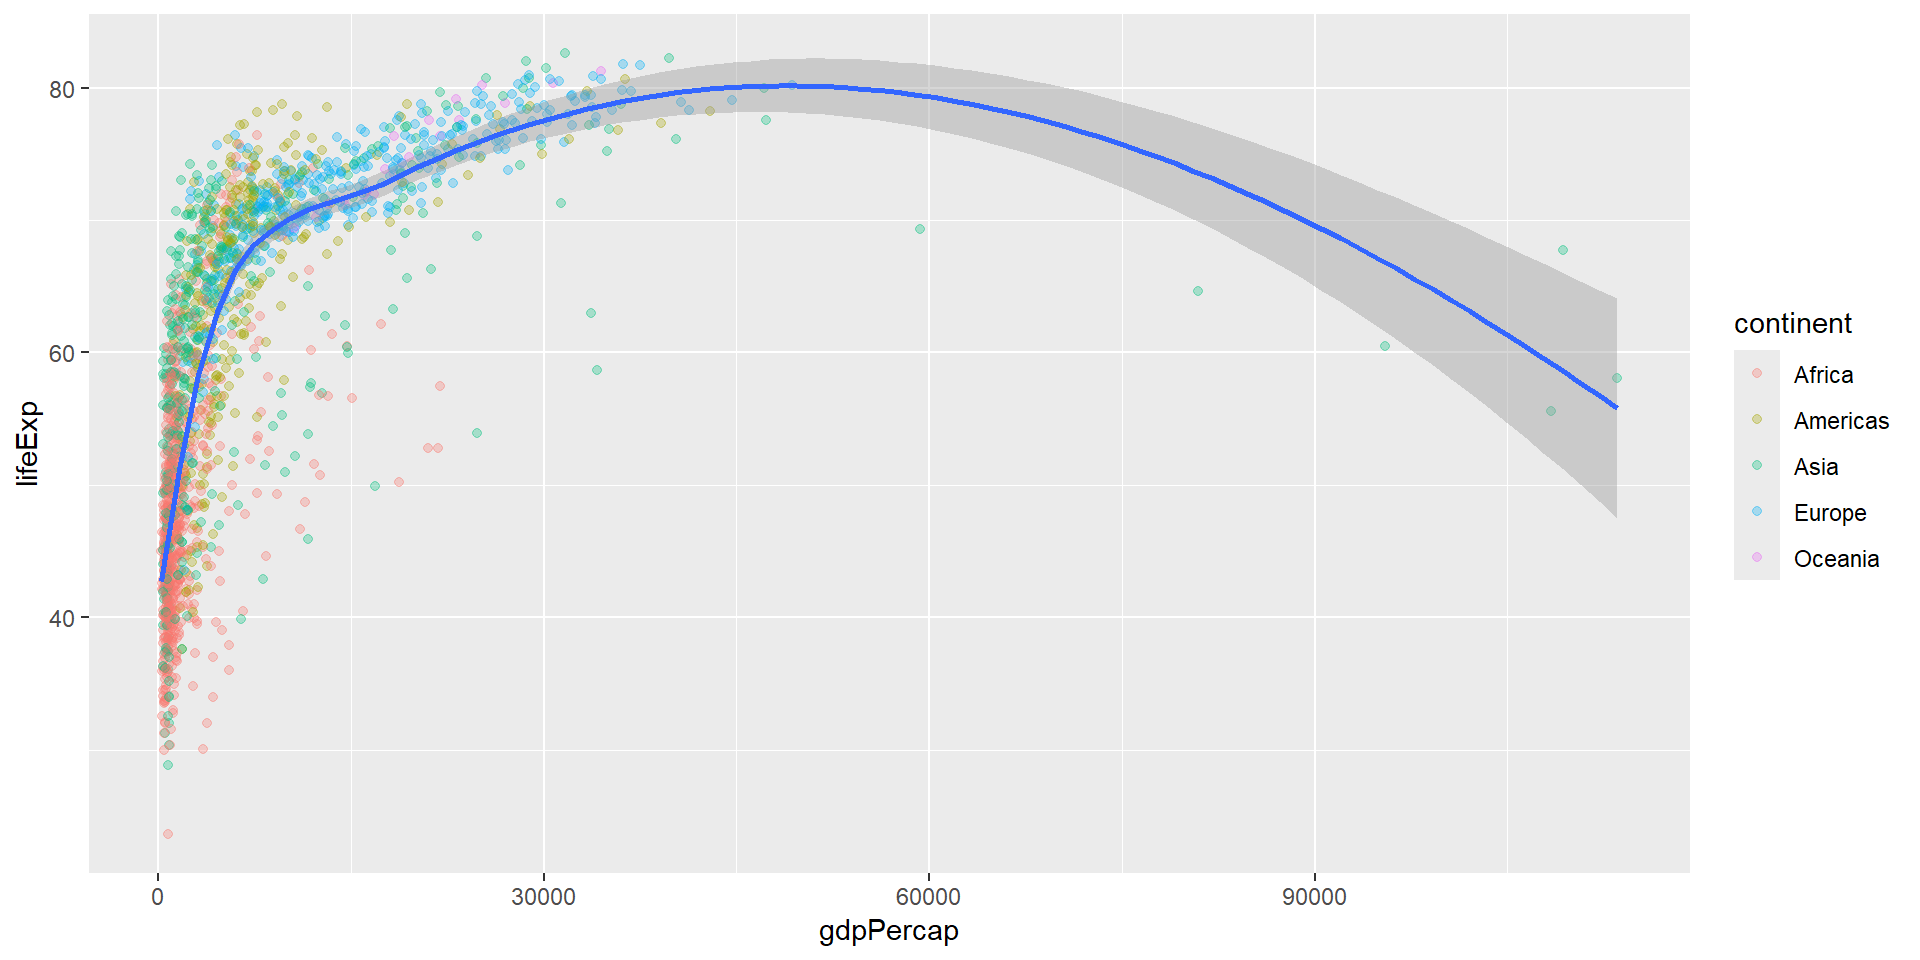 80
60
40
lifeExp
0 30000 60000 90000
gdpPercap
continent
Africa
Americas
Asia
Europe
Oceania